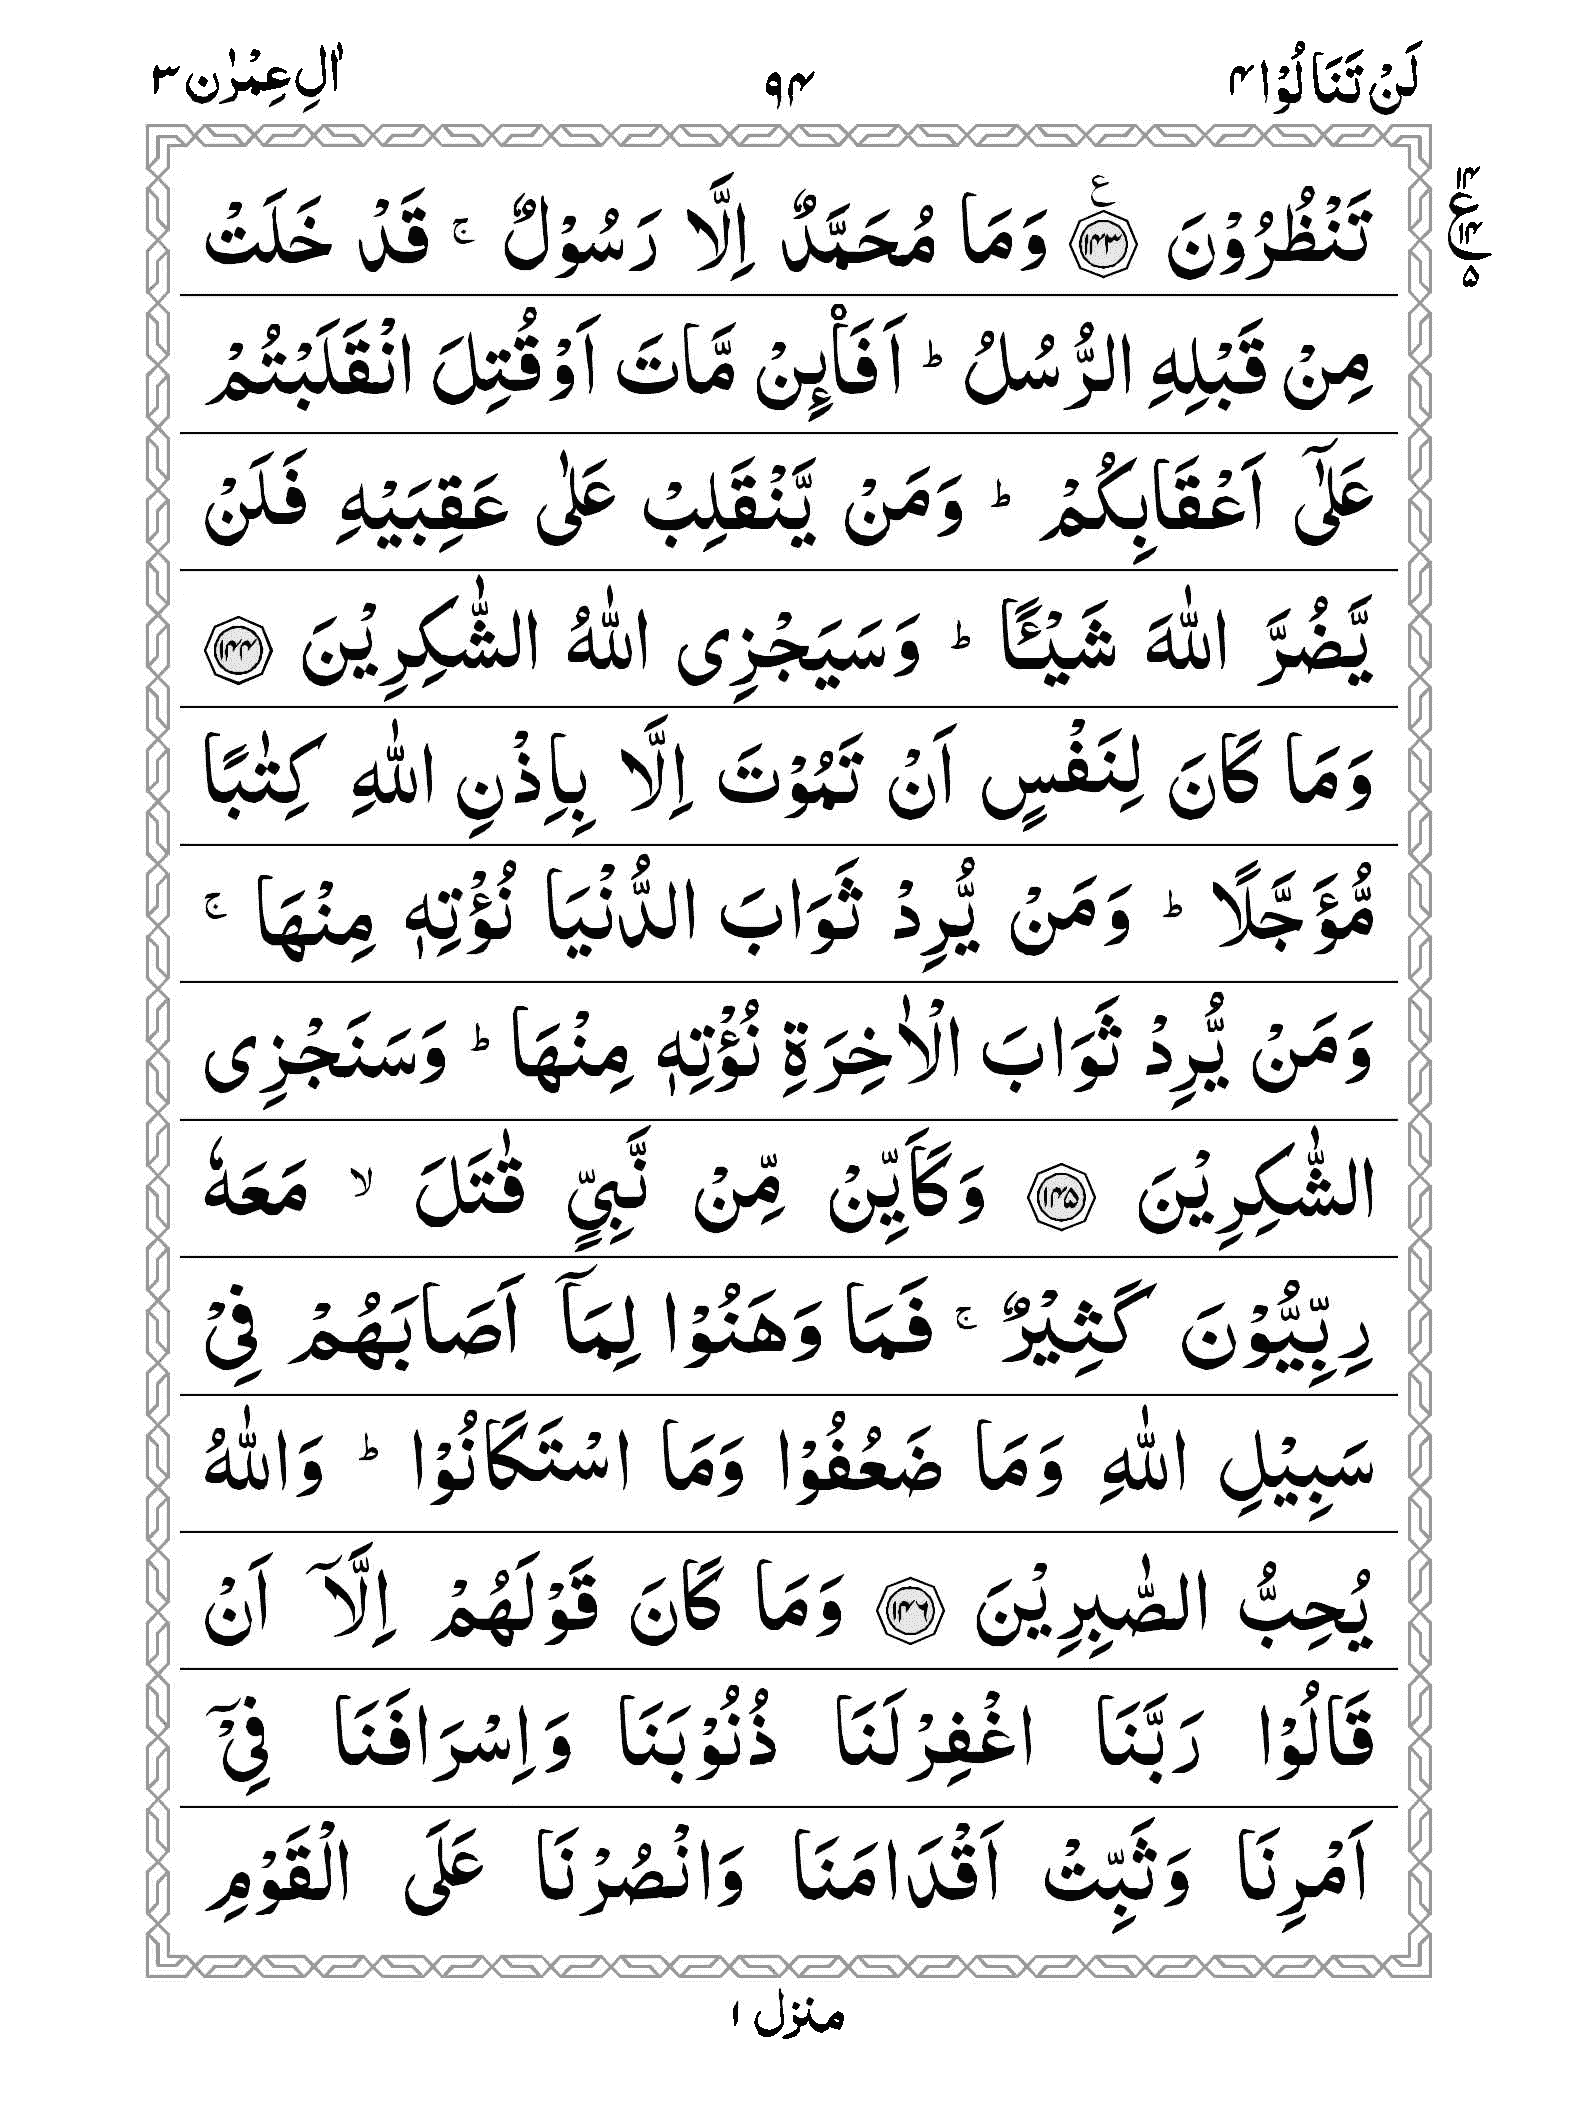 لَنْ تَنَالُوْا ۴ ۹۴ اٰلِ عِمْرٰن ۳
۱۴ ع ۱۴ ۵
تَنْظُرُوْنَ ﴿۱۴۳﴾ ع وَمَا مُحَمَّدٌ اِلَّا رَسُوْلٌ ۚ قَدْ خَلَتْ
مِنْ قَبْلِهِ الرُّسُلُ ؕ اَفَا۟ئِنْ مَّاتَ اَوْ قُتِلَ انْقَلَبْتُمْ
عَلٰٓى اَعْقَابِكُمْ ؕ وَمَنْ يَّنْقَلِبْ عَلٰى عَقِبَيْهِ فَلَنْ
يَّضُرَّ اللّٰهَ شَيْـًٔا ؕ وَسَيَجْزِى اللّٰهُ الشّٰكِرِيْنَ ﴿۱۴۴﴾
وَمَا كَانَ لِنَفْسٍ اَنْ تَمُوْتَ اِلَّا بِاِذْنِ اللّٰهِ كِتٰبًا
مُّؤَجَّلًا ؕ وَمَنْ يُّرِدْ ثَوَابَ الدُّنْيَا نُؤْتِهٖ مِنْهَا ۚ
وَمَنْ يُّرِدْ ثَوَابَ الْاٰخِرَةِ نُؤْتِهٖ مِنْهَا ؕ وَسَنَجْزِى
الشّٰكِرِيْنَ ﴿۱۴۵﴾ وَكَاَيِّنْ مِّنْ نَّبِىٍّ قٰتَلَ ۙ مَعَهٗ
رِبِّيُّوْنَ كَثِيْرٌ ۚ فَمَا وَهَنُوْا لِمَاۤ اَصَابَهُمْ فِىْ
سَبِيْلِ اللّٰهِ وَمَا ضَعُفُوْا وَمَا اسْتَكَانُوْا ؕ وَاللّٰهُ
يُحِبُّ الصّٰبِرِيْنَ ﴿۱۴۶﴾ وَمَا كَانَ قَوْلَهُمْ اِلَّاۤ اَنْ
قَالُوْا رَبَّنَا اغْفِرْ لَنَا ذُنُوْبَنَا وَاِسْرَافَنَا فِىْۤ
اَمْرِنَا وَثَبِّتْ اَقْدَامَنَا وَانْصُرْنَا عَلَى الْقَوْمِ
منزل ۱